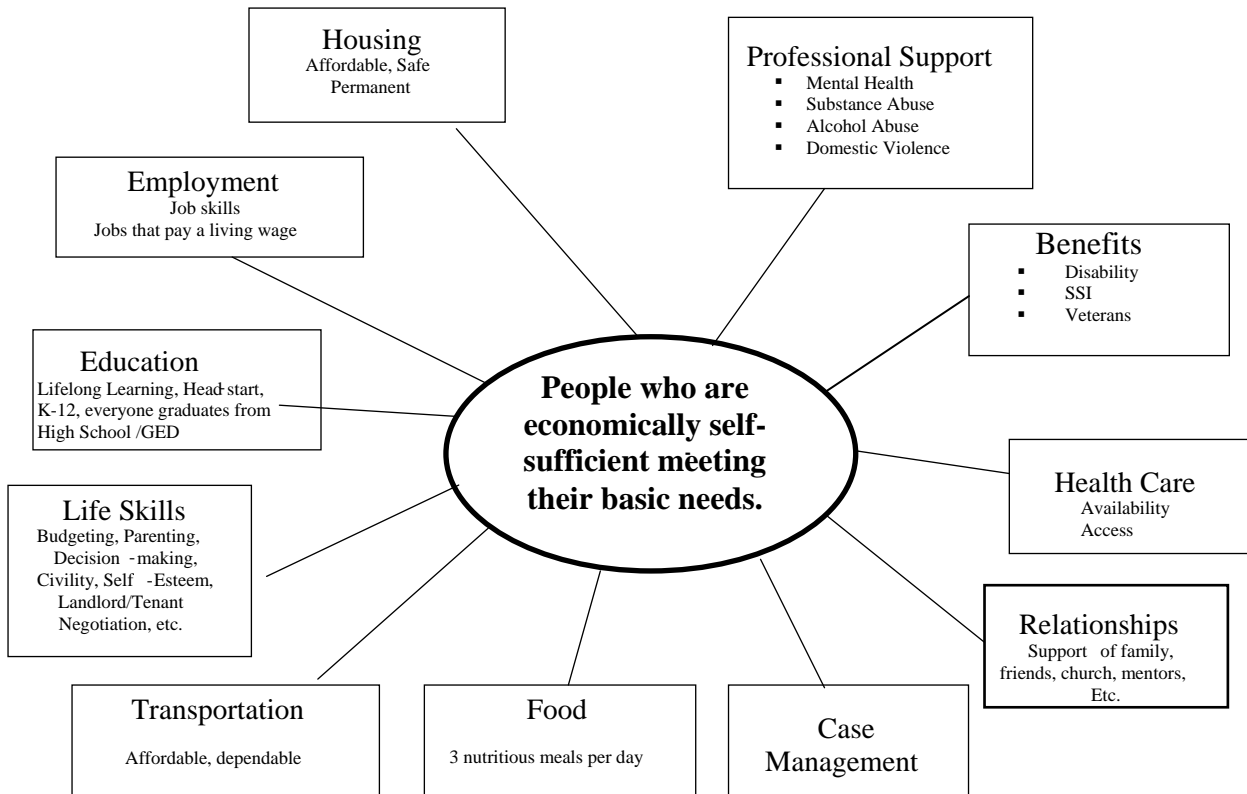 Housing
Affordable, Safe
Permanent
Professional Support
▪ Mental Health
▪ Substance Abuse
▪ Alcohol Abuse
▪ Domestic Violence
Employment
Job skills
Jobs that pay a living wage
Benefits
▪ Disability
▪ SSI
▪ Veterans
Education
Lifelong Learning, Head-start,
K-12, everyone graduates from
High School /GED
People who are
economically self-
sufficient meeting
their basic needs.
Health Care
Availability
Access
Life Skills
Budgeting, Parenting,
Decision -making,
Civility, Self -Esteem,
Landlord/Tenant
Negotiation, etc.
Relationships
Support of family,
friends, church, mentors,
Etc.
Transportation
Affordable, dependable
Food
3 nutritious meals per day
Case
Management